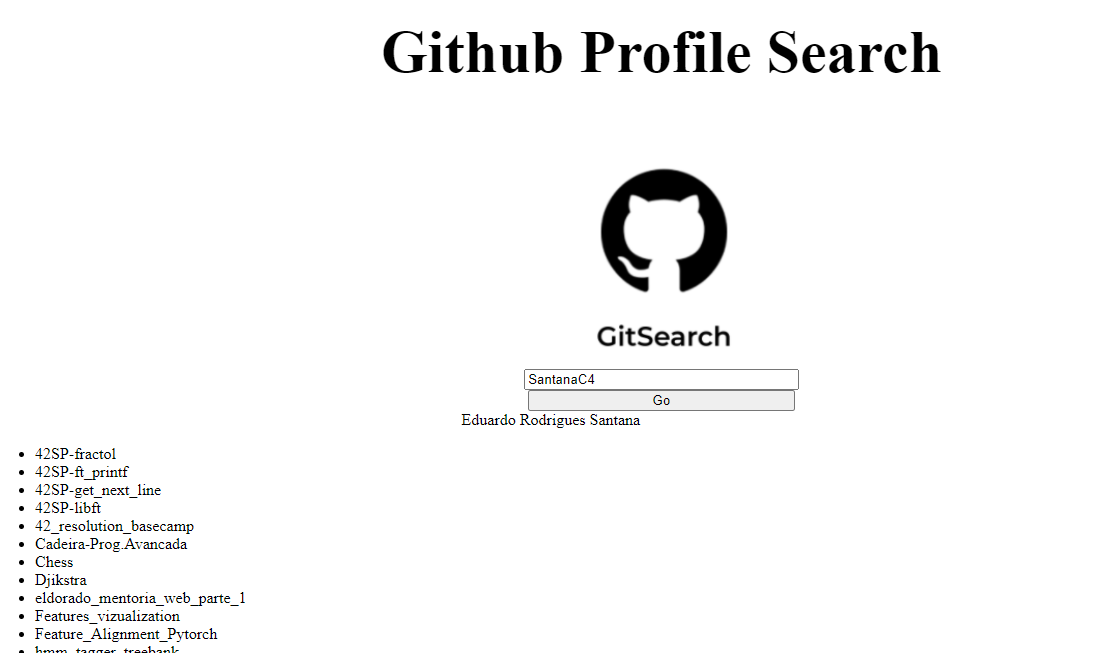 Github Profile Search
GitSearch
SantanaC4
Go
Eduardo Rodrigues Santana
42SP-fractol
42SP-ft_printf
42SP-get_next_line
42SP-libft
42_resolution_basecamp
Cadeira-Prog.Avancada
Chess
Djikstra
eldorado_mentoria_web_parte_1
Features_vizualization
Feature_Alignment_Pytorch
hmm_tagger_treebank